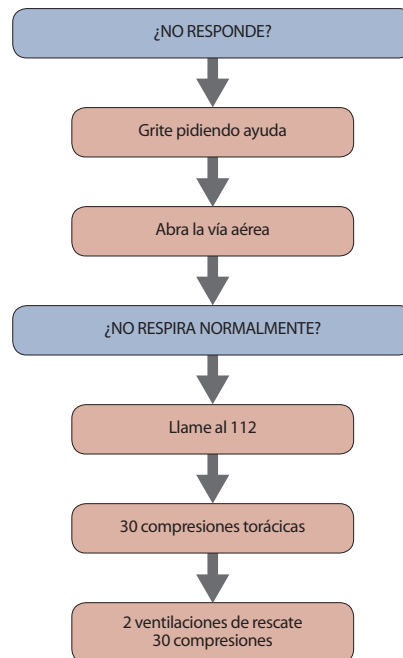 ¿NO RESPONDE?
Grite pidiendo ayuda
Abra la vía aérea
¿NO RESPIRA NORMALMENTE?
Llame al 112
30 compresiones torácicas
2 ventilaciones de rescate
30 compresiones